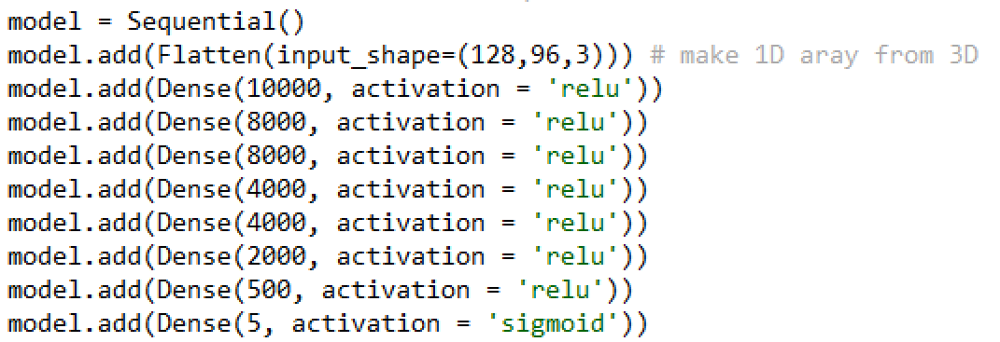 model = Sequential()
model.add(Flatten(input_shape=(128,96,3))) # make 1D aray from 3D
model.add(Dense(10000, activation = 'relu'))
model.add(Dense(8000, activation = 'relu'))
model.add(Dense(8000, activation = 'relu'))
model.add(Dense(4000, activation = 'relu'))
model.add(Dense(4000, activation = 'relu'))
model.add(Dense(2000, activation = 'relu'))
model.add(Dense(500, activation = 'relu'))
model.add(Dense(5, activation = 'sigmoid'))